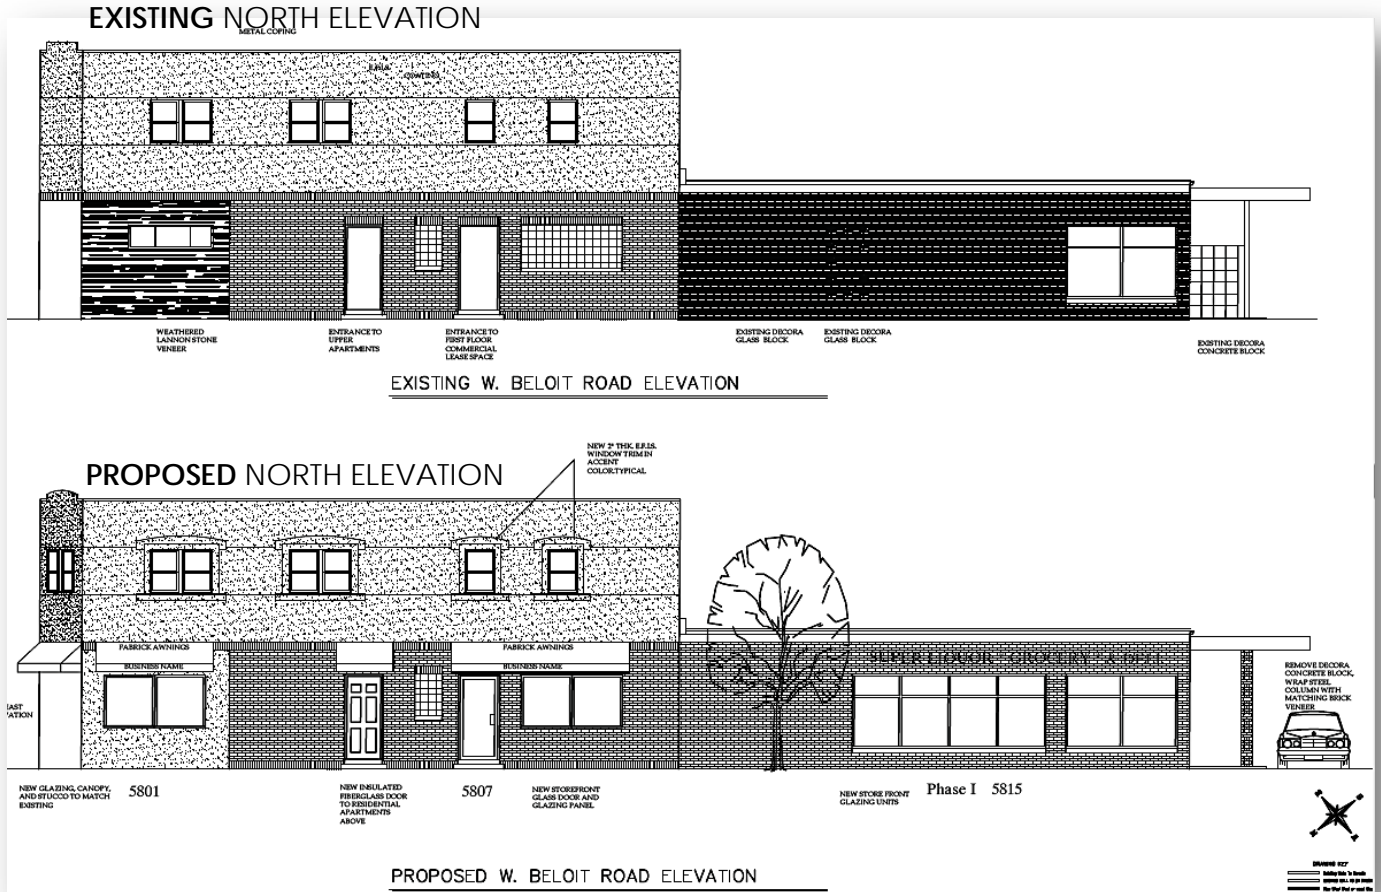 EXISTING NORTH ELEVATION
METAL COPING
COATING
WEATHERED
LANNON STONE
VENEER
ENTRANCE TO
UPPER
APARTMENTS
ENTRANCE TO
FIRST FLOOR
COMMERCIAL
LEASE SPACE
EXISTING DECORA
GLASS BLOCK
EXISTING DECORA
GLASS BLOCK
EXISTING DECORA
CONCRETE BLOCK
EXISTING W. BELOIT ROAD ELEVATION
NEW 2" THK. E.F.I.S.
WINDOW TRIM IN
ACCENT
COLOR.TYPICAL
PROPOSED NORTH ELEVATION
FABRICK AWNINGS
BUSINESS NAME
FABRICK AWNINGS
BUSINESS NAME
SUPER LIQUOR GROCERY
REMOVE DECORA
CONCRETE BLOCK,
WRAP STEEL
COLUMN WITH
MATCHING BRICK
VENEER
NEW GLAZING, CANOPY,
AND STUCCO TO MATCH
EXISTING
5801
NEW INSULATED
FIBERGLASS DOOR
TO RESIDENTIAL
APARTMENTS
ABOVE
5807
NEW STOREFRONT
GLASS DOOR AND
GLAZING PANEL
NEW STORE FRONT
GLAZING UNITS
Phase I 5815
PROPOSED W. BELOIT ROAD ELEVATION